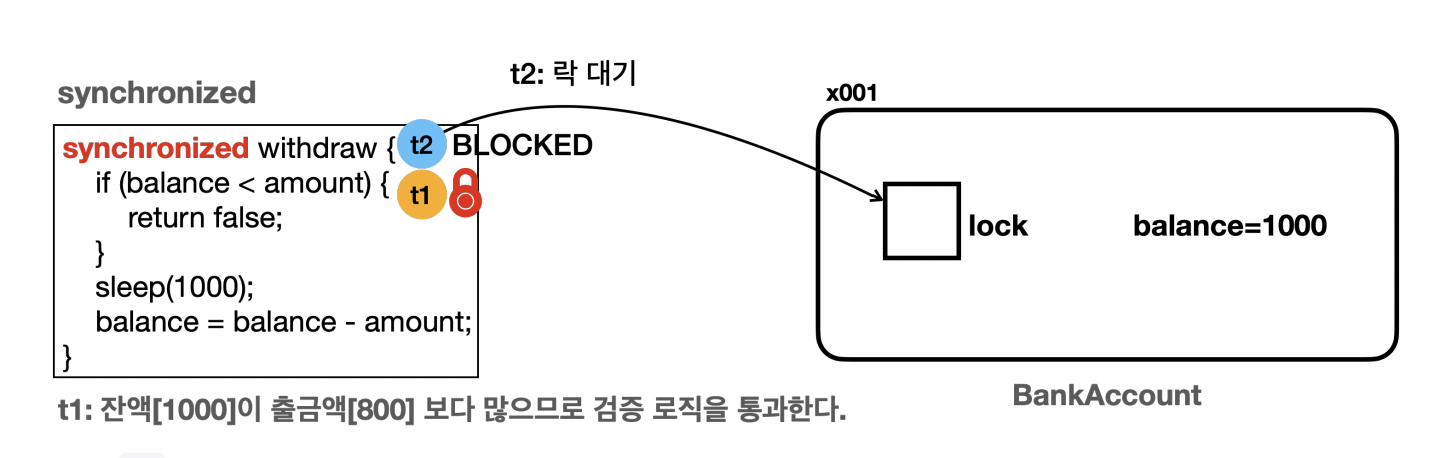 t2: 락 대기
synchronized
x001
synchronized withdraw {
t2
BLOCKED
if (balance < amount) {
t1
return false;
lock
balance=1000
}
sleep(1000);
balance = balance - amount;
}
BankAccount
t1: 잔액[1000]이 출금액[800] 보다 많으므로 검증 로직을 통과한다.